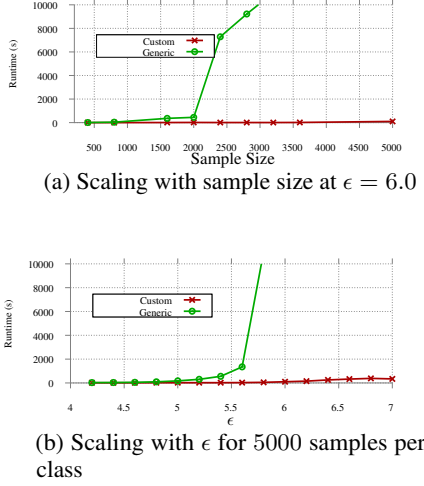 10000
8000
6000
4000
2000
0
Runtime (s)
Custom
Generic
500 1000 1500 2000 2500 3000 3500 4000 4500 5000
Sample Size
(a) Scaling with sample size at ϵ = 6.0
10000
8000
6000
4000
2000
0
Runtime (s)
Custom
Generic
4 4.5 5 5.5 6 6.5 7
ϵ
(b) Scaling with ϵ for 5000 samples per
class